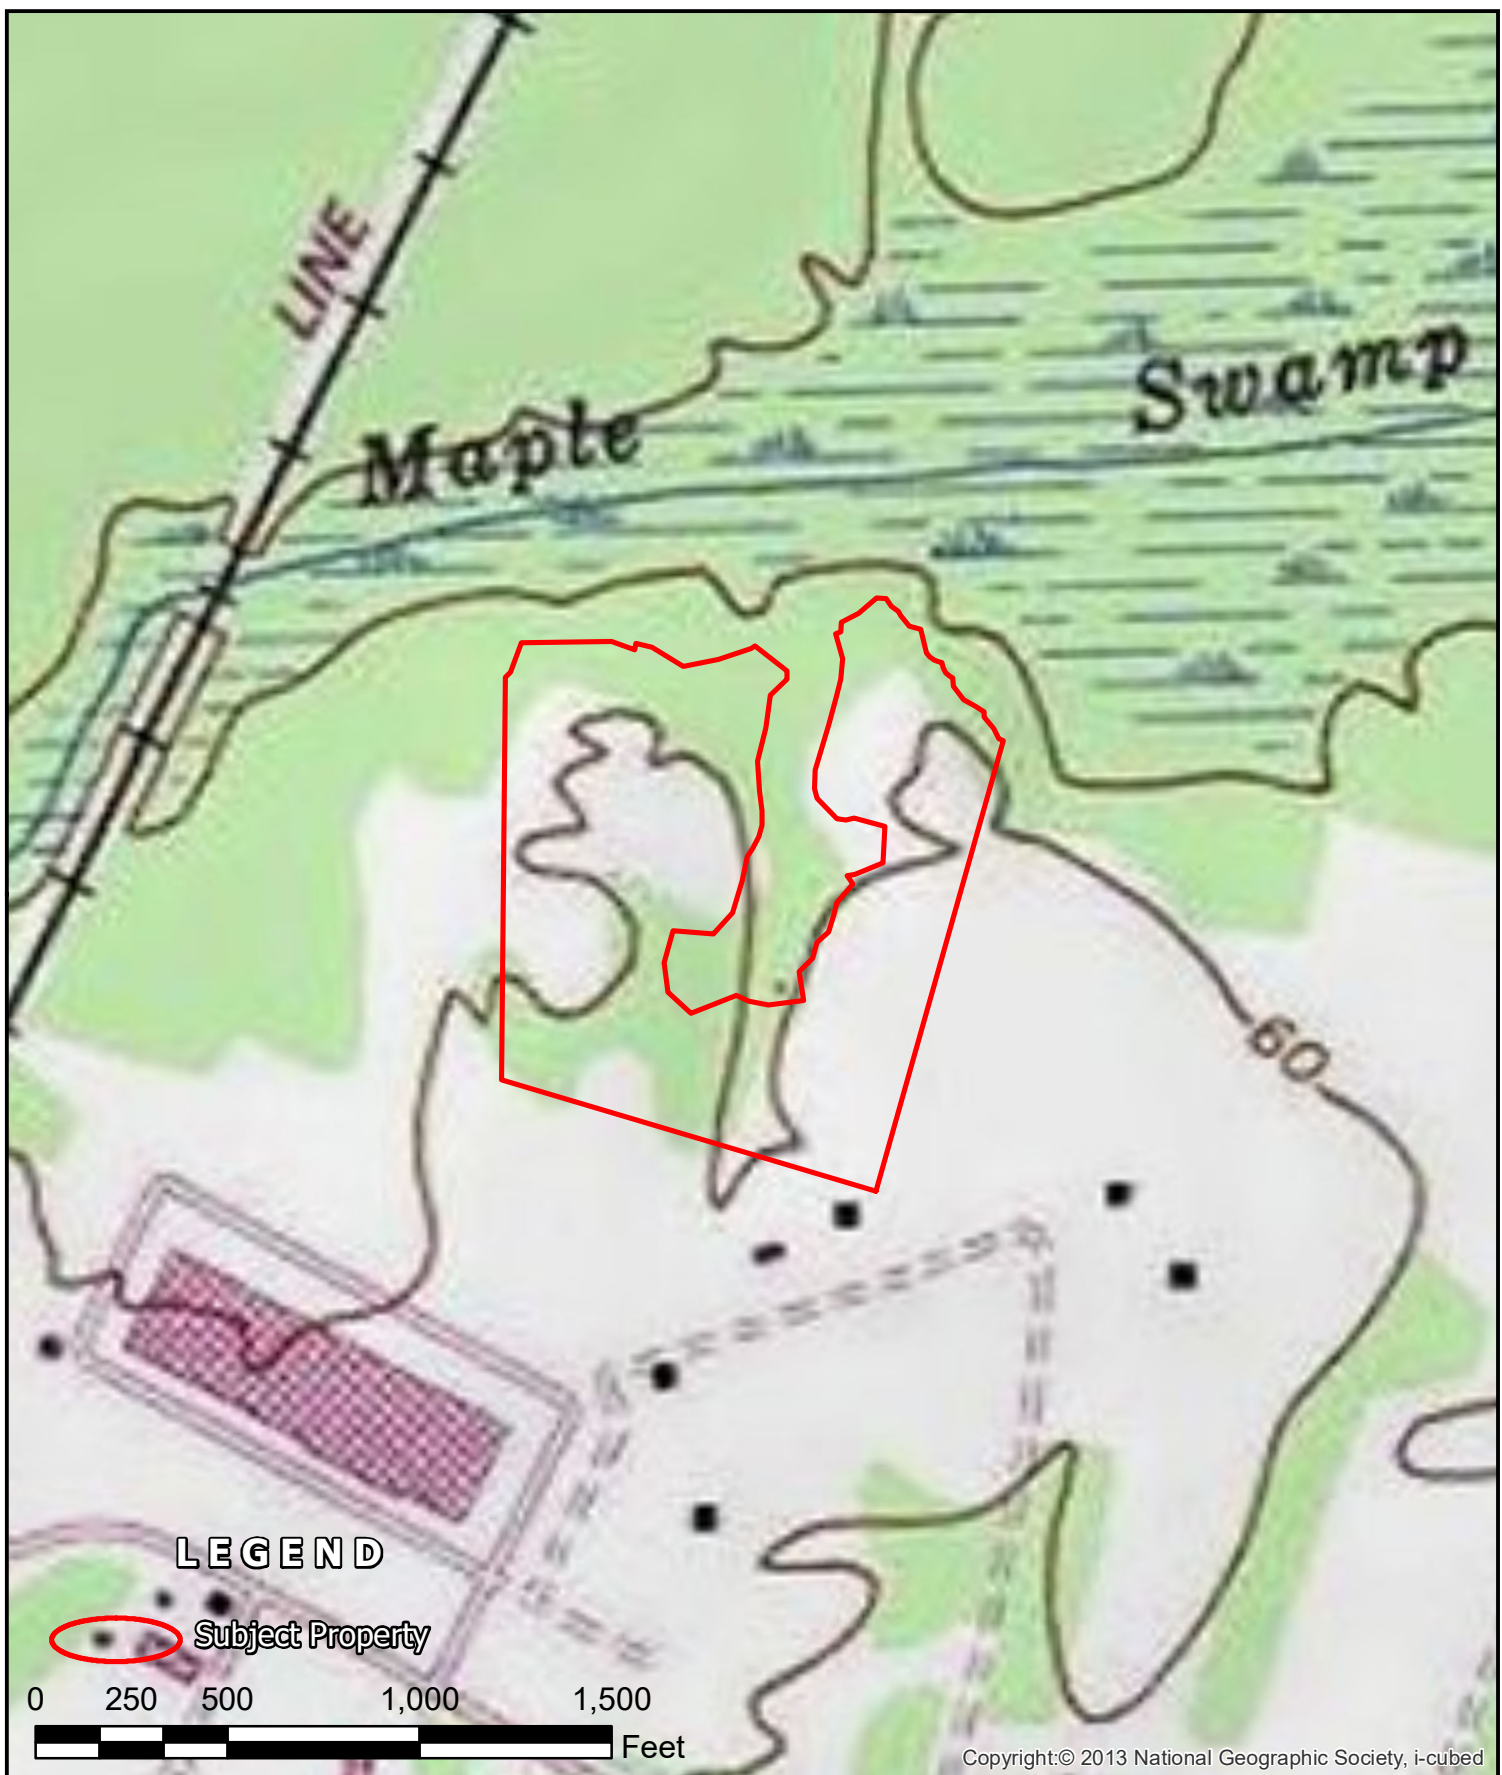 LINE
Swamp
Maple
60
LEGEND
Subject Property
0 250 500 1,000 1,500
Feet
Copyright:© 2013 National Geographic Society, i-cubed